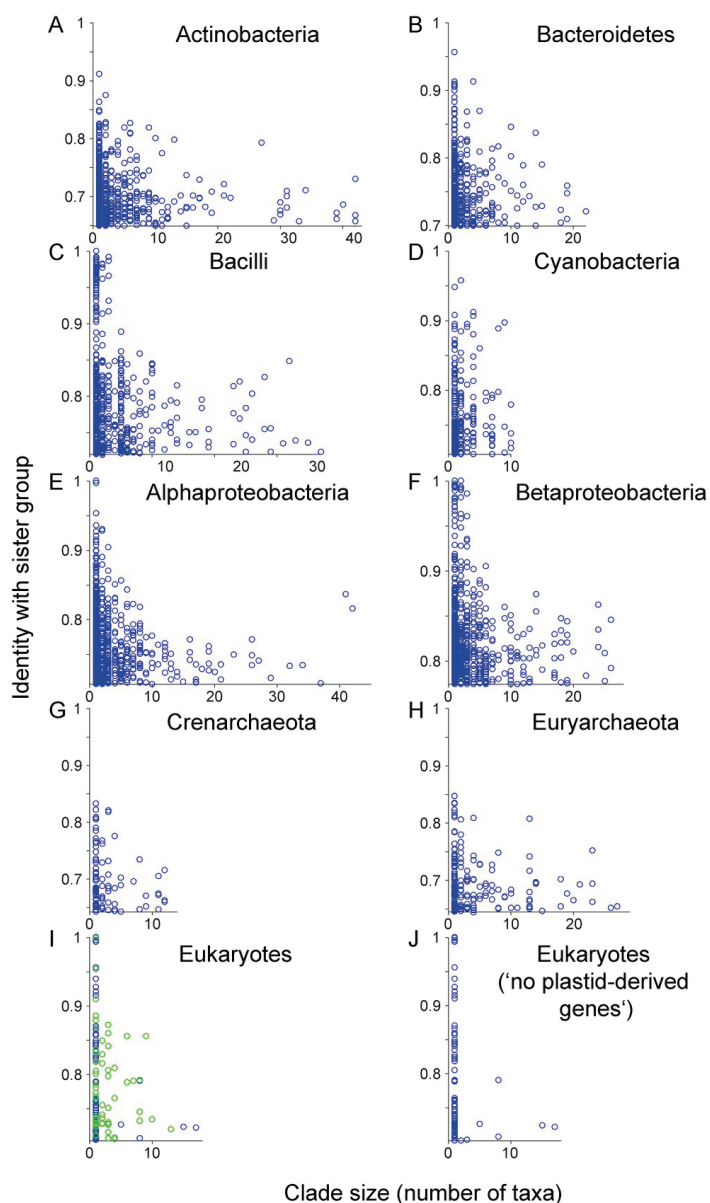 A Actinobacteria
1
0.9
0.8
0.7
0 10 20 30 40
B Bacteroidetes
1
0.9
0.8
0.7
0 10 20
C Bacilli
1
0.9
0.8
0 10 20 30
D Cyanobacteria
1
0.9
0.8
0 10
E Alphaproteobacteria
1
0.9
0.8
0 20 40
F Betaproteobacteria
1
0.9
0.8
0 10 20
G Crenarchaeota
1
0.9
0.8
0.7
0 10
H Euryarchaeota
1
0.9
0.8
0.7
0 10 20
I Eukaryotes
1
0.9
0.8
0 10
J Eukaryotes
(‘no plastid-derived
genes‘)
1
0.9
0.8
0 10
Identity with sister group
Clade size (number of taxa)